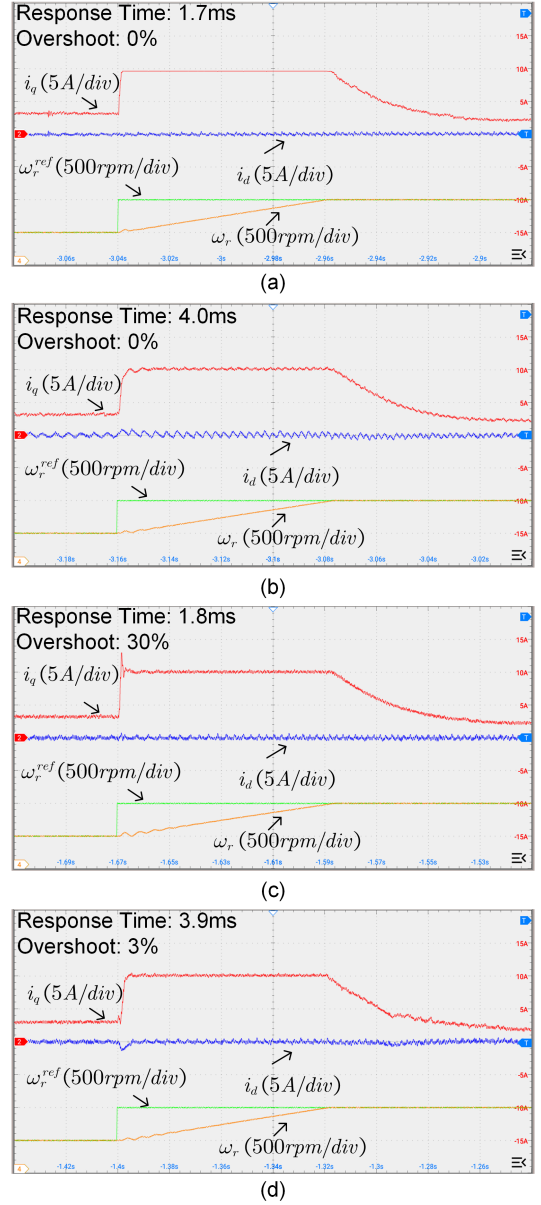 Response Time: 1.7ms
Overshoot: 0%
15A
i_q (5A/div)
10A
5A
2
T
ω_r^ref (500rpm/div)
i_d (5A/div)
-5A
-10A
ω_r (500rpm/div)
-15A
4
-3.06s -3.04s -3s -2.98s -2.96s -2.94s -2.92s -2.9s
(a)
Response Time: 4.0ms
Overshoot: 0%
T
15A
10A
i_q (5A/div)
5A
2
T
ω_r^ref (500rpm/div)
i_d (5A/div)
-5A
-10A
ω_r (500rpm/div)
-15A
4
-3.18s -3.16s -3.14s -3.12s -3.1s -3.08s -3.06s -3.04s -3.02s
(b)
Response Time: 1.8ms
Overshoot: 30%
T
15A
i_q (5A/div)
10A
5A
2
T
ω_r^ref (500rpm/div)
i_d (5A/div)
-5A
-10A
ω_r (500rpm/div)
-15A
4
-1.69s -1.67s -1.65s -1.63s -1.61s -1.59s -1.57s -1.55s -1.53s
(c)
Response Time: 3.9ms
Overshoot: 3%
T
15A
10A
i_q (5A/div)
5A
2
T
ω_r^ref (500rpm/div)
i_d (5A/div)
-5A
-10A
ω_r (500rpm/div)
-15A
4
-1.42s -1.4s -1.38s -1.36s -1.34s -1.32s -1.3s -1.28s -1.26s
(d)